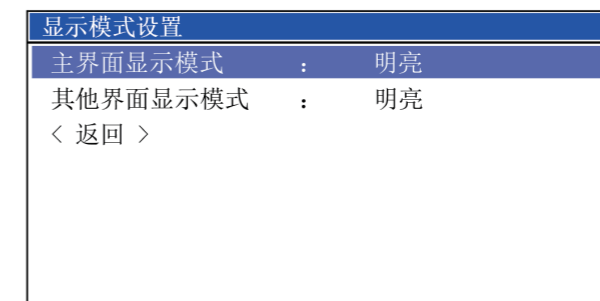 显示模式设置
主界面显示模式 : 明亮
其他界面显示模式 : 明亮
< 返回 >